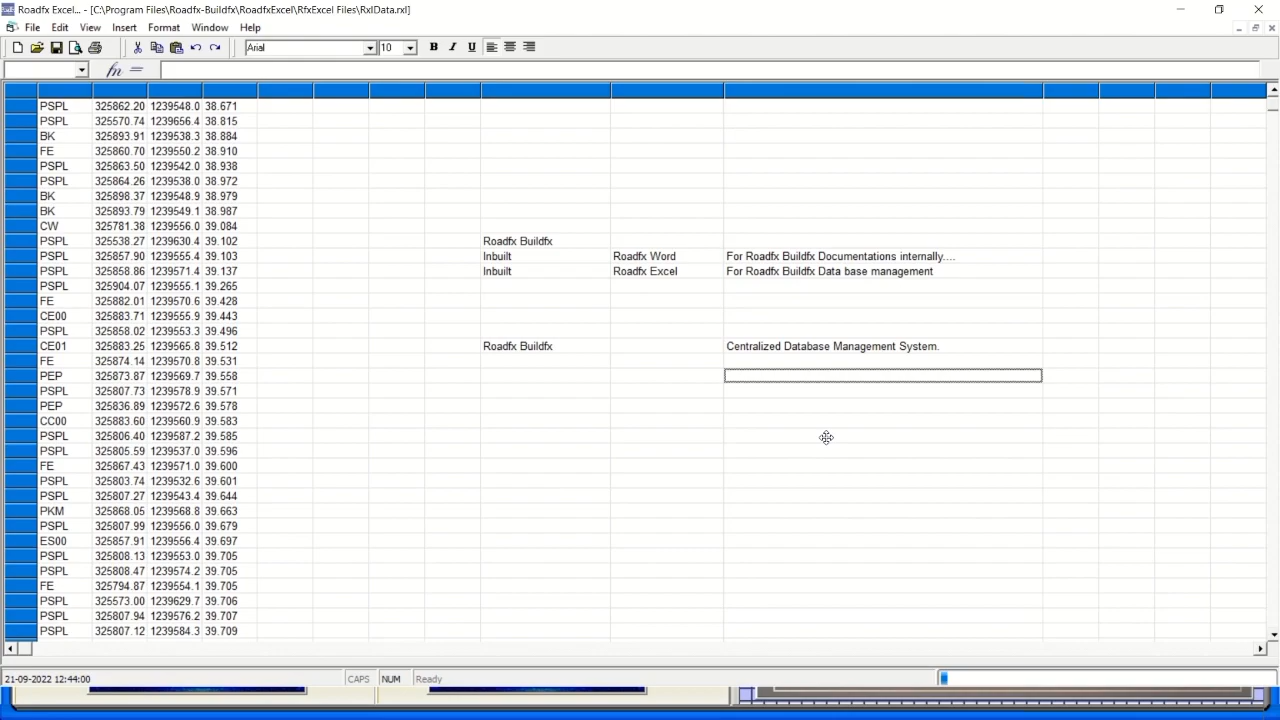 Roadfx Excel... - [C:\Program Files\Roadfx-Buildfx\RoadfxExcel\RfxExcel Files\RxlData.rxl]
File Edit View Insert Format Window Help
Arial 10 B I U
fn =
PSPL 325862.20 1239548.0 38.671
PSPL 325570.74 1239656.4 38.815
BK 325893.91 1239538.3 38.884
FE 325860.70 1239550.2 38.910
PSPL 325863.50 1239542.0 38.938
PSPL 325864.26 1239538.0 38.972
BK 325898.37 1239548.9 38.979
BK 325893.79 1239549.1 38.987
CW 325781.38 1239556.0 39.084
PSPL 325538.27 1239630.4 39.102 Roadfx Buildfx
PSPL 325857.90 1239555.4 39.103 Inbuilt Roadfx Word For Roadfx Buildfx Documentations internally....
PSPL 325858.86 1239571.4 39.137 Inbuilt Roadfx Excel For Roadfx Buildfx Data base management
PSPL 325904.07 1239555.1 39.265
FE 325882.01 1239570.6 39.428
CE00 325883.71 1239555.9 39.443
PSPL 325858.02 1239553.3 39.496
CE01 325883.25 1239565.8 39.512 Roadfx Buildfx Centralized Database Management System.
FE 325874.14 1239570.8 39.531
PEP 325873.87 1239569.7 39.558
PSPL 325807.73 1239578.9 39.571
PEP 325836.89 1239572.6 39.578
CC00 325883.60 1239560.9 39.583
PSPL 325806.40 1239587.2 39.585
PSPL 325805.59 1239537.0 39.596
FE 325867.43 1239571.0 39.600
PSPL 325803.74 1239532.6 39.601
PSPL 325807.27 1239543.4 39.644
PKM 325868.05 1239568.8 39.663
PSPL 325807.99 1239556.0 39.679
ES00 325857.91 1239556.4 39.697
PSPL 325808.13 1239553.0 39.705
PSPL 325808.47 1239574.2 39.705
FE 325794.87 1239554.1 39.705
PSPL 325573.00 1239629.7 39.706
PSPL 325807.94 1239576.2 39.707
PSPL 325807.12 1239584.3 39.709
21-09-2022 12:44:00 CAPS NUM Ready